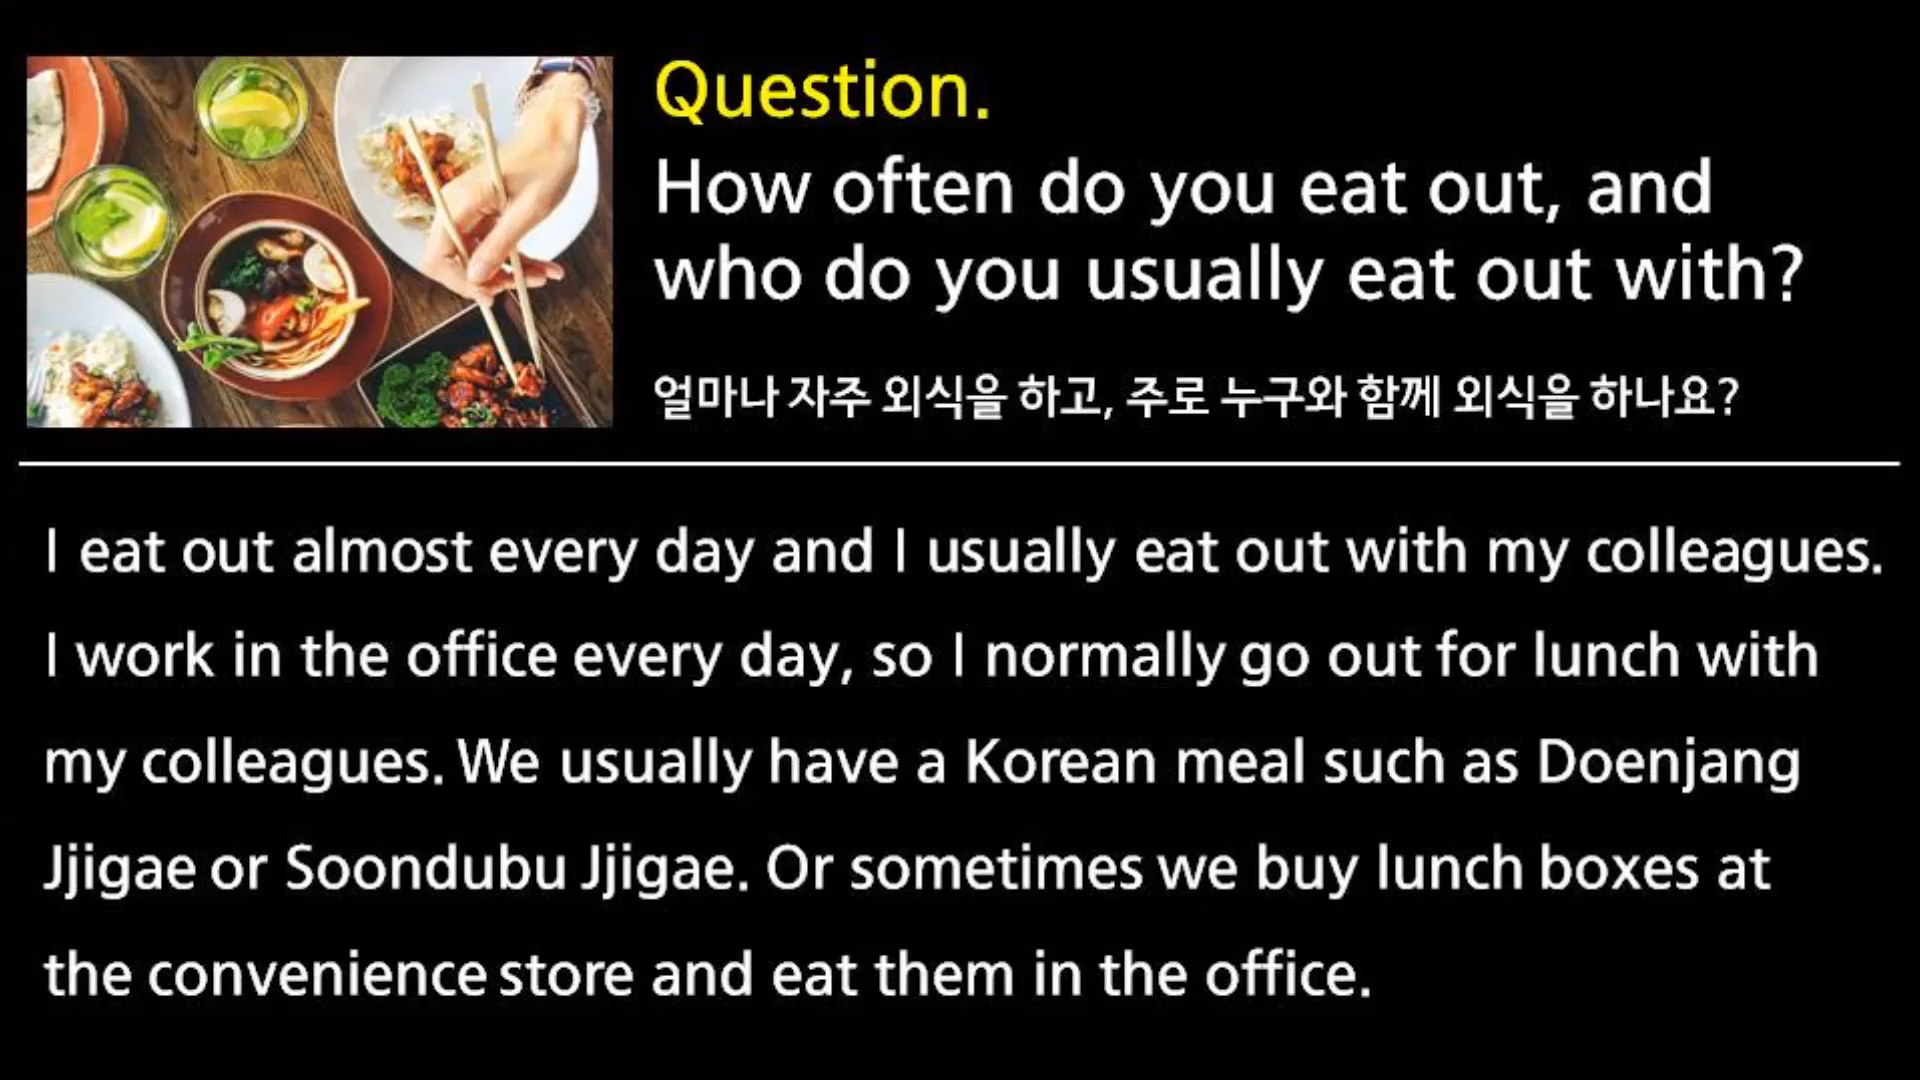 Question.
How often do you eat out, and
who do you usually eat out with?
얼마나 자주 외식을 하고, 주로 누구와 함께 외식을 하나요?
I eat out almost every day and I usually eat out with my colleagues.
I work in the office every day, so I normally go out for lunch with
my colleagues. We usually have a Korean meal such as Doenjang
Jjigae or Soondubu Jjigae. Or sometimes we buy lunch boxes at
the convenience store and eat them in the office.